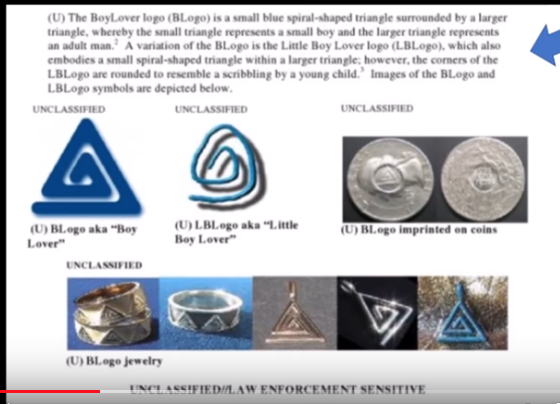 (U) The BoyLover logo (BLogo) is a small blue spiral-shaped triangle surrounded by a larger
triangle, whereby the small triangle represents a small boy and the larger triangle represents
an adult man.² A variation of the BLogo is the Little Boy Lover logo (LBLogo), which also
embodies a small spiral-shaped triangle within a larger triangle; however, the corners of the
LBLogo are rounded to resemble a scribbling by a young child.³ Images of the BLogo and
LBLogo symbols are depicted below.
UNCLASSIFIED
UNCLASSIFIED
UNCLASSIFIED
(U) BLogo aka “Boy
Lover”
(U) LBLogo aka “Little
Boy Lover”
(U) BLogo imprinted on coins
UNCLASSIFIED
(U) BLogo jewelry
UNCLASSIFIED//LAW ENFORCEMENT SENSITIVE